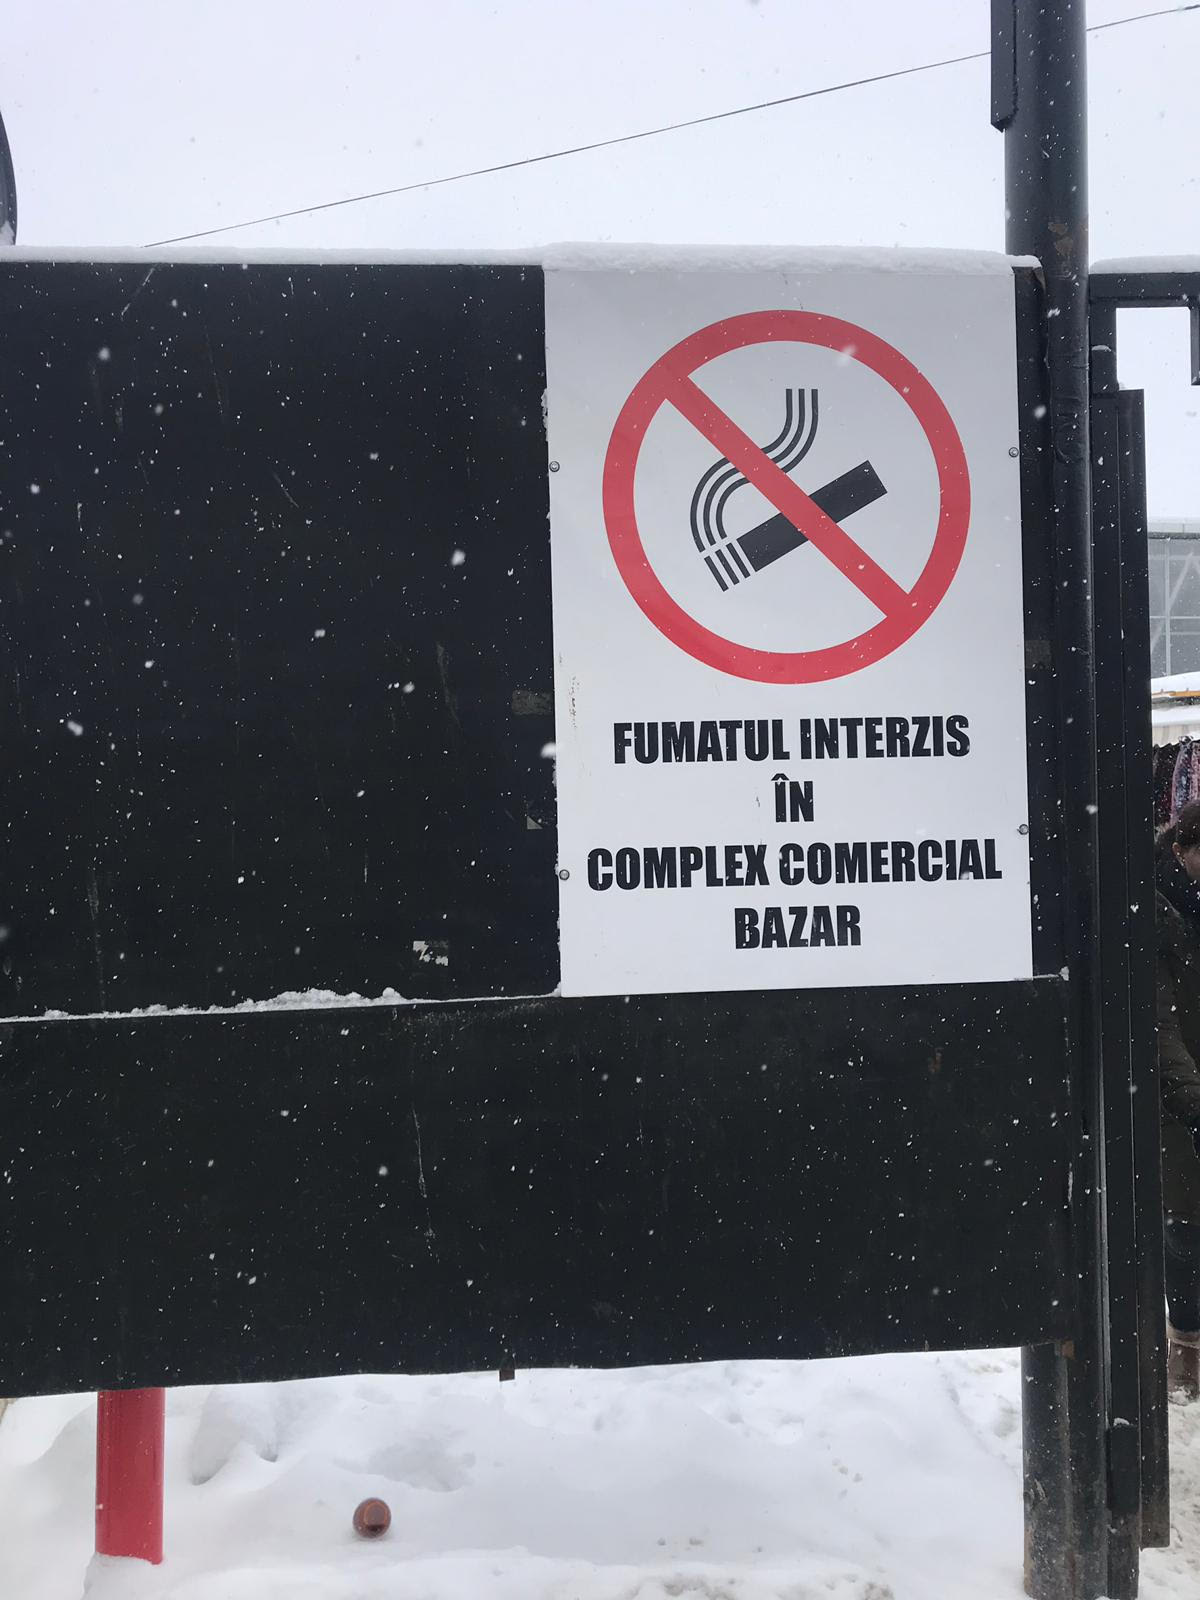 FUMATUL INTERZIS
ÎN
COMPLEX COMERCIAL
BAZAR